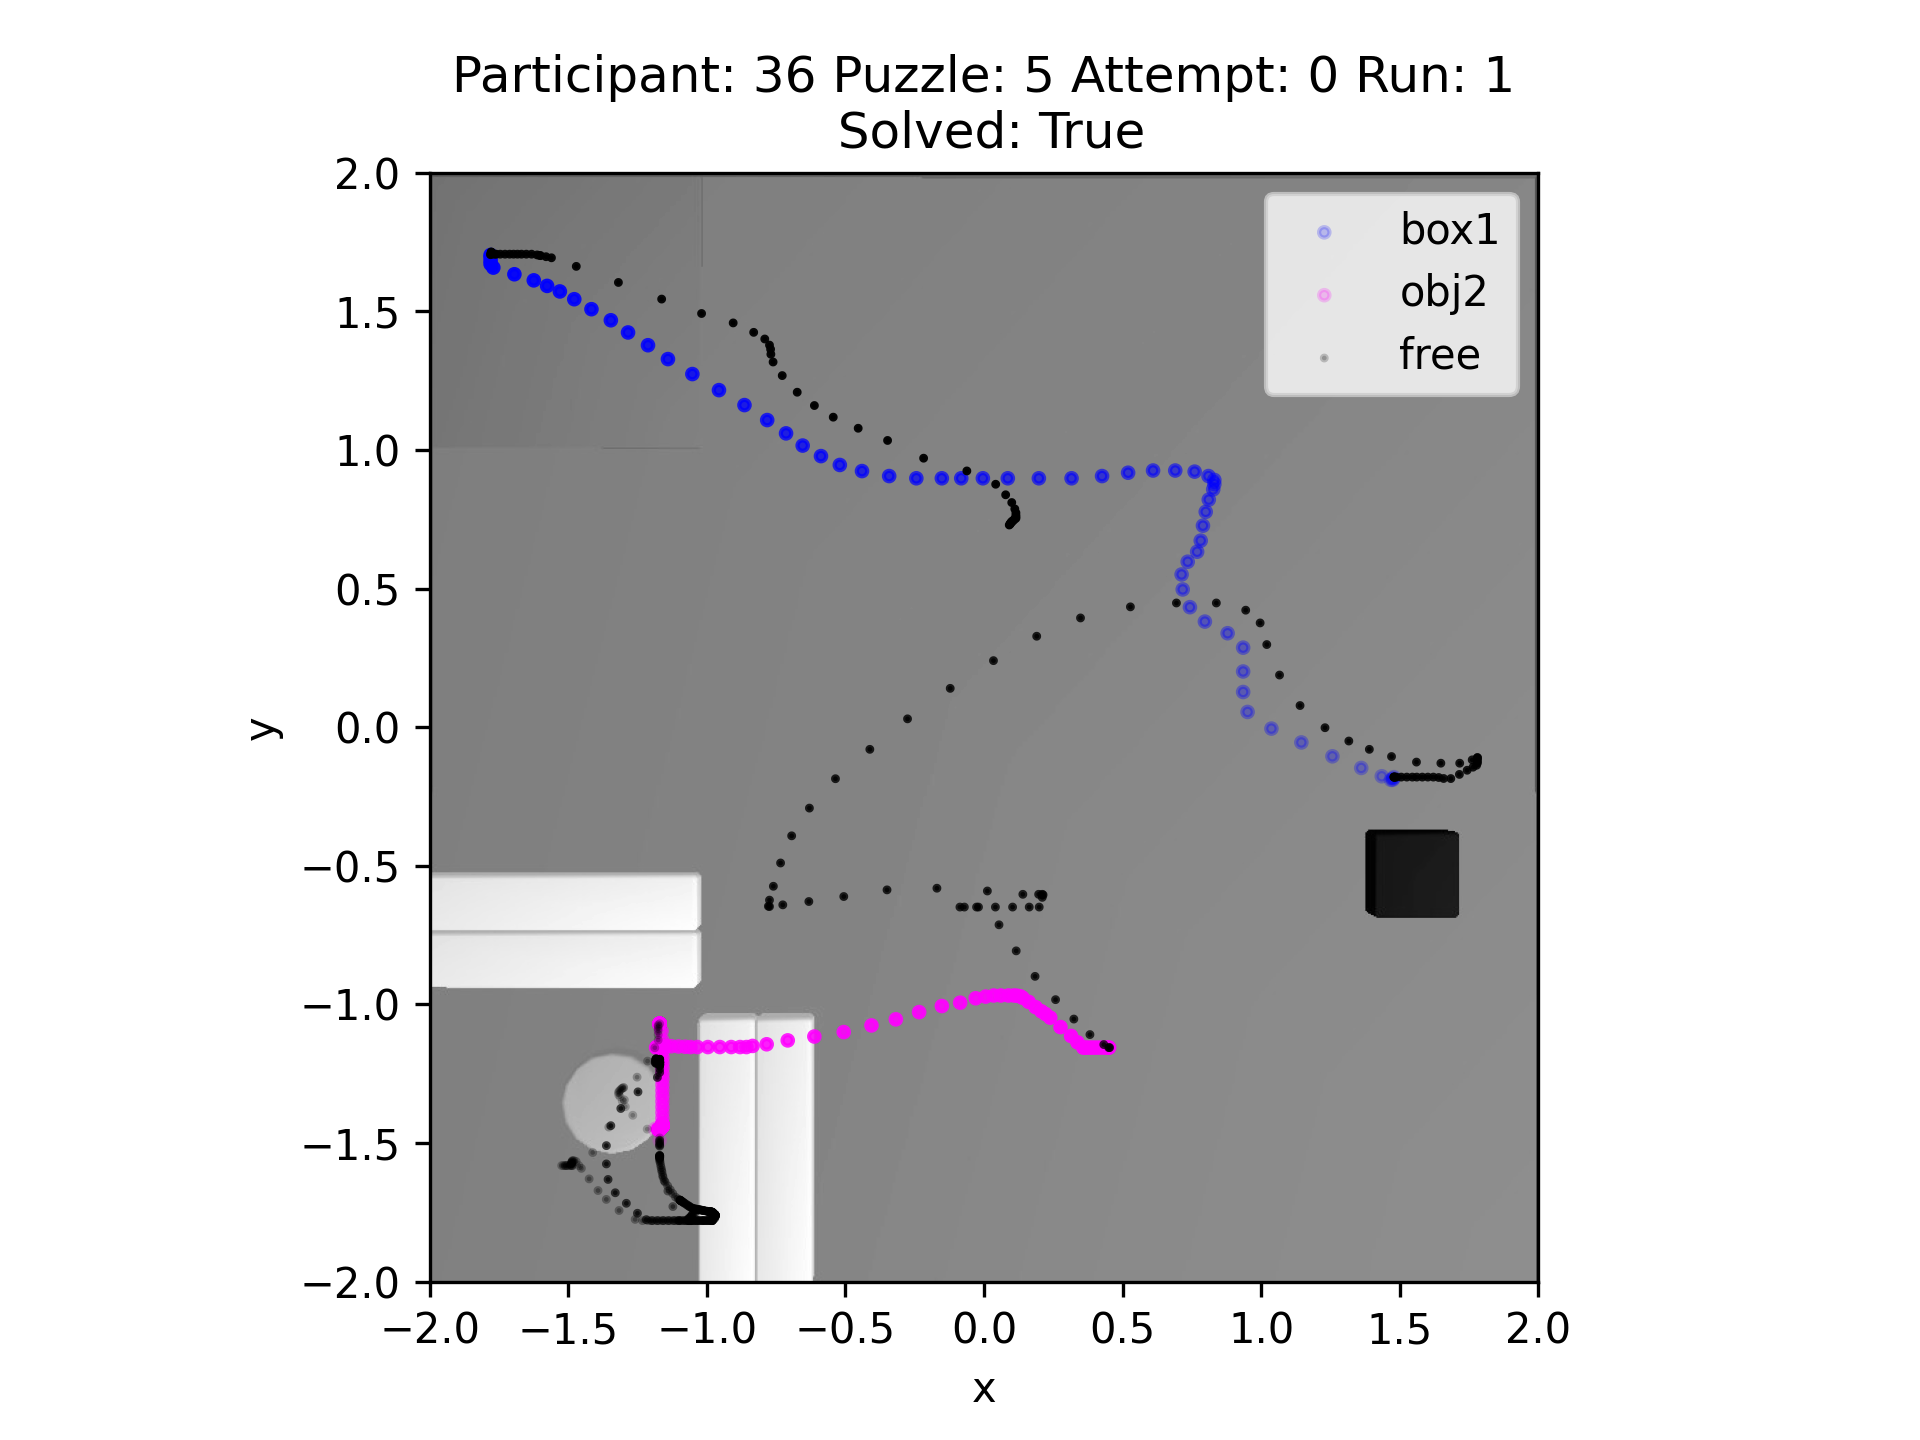 Participant: 36 Puzzle: 5 Attempt: 0 Run: 1
Solved: True
2.0
1.5
1.0
0.5
0.0
−0.5
−1.0
−1.5
−2.0
y
box1
obj2
free
−2.0 −1.5 −1.0 −0.5 0.0 0.5 1.0 1.5 2.0
x